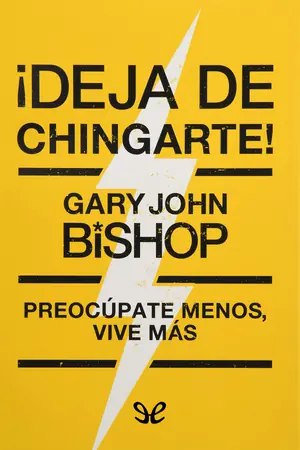 ¡DEJA DE
CHINGARTE!
GARY JOHN
BiSHOP
PREOCÚPATE MENOS,
VIVE MÁS